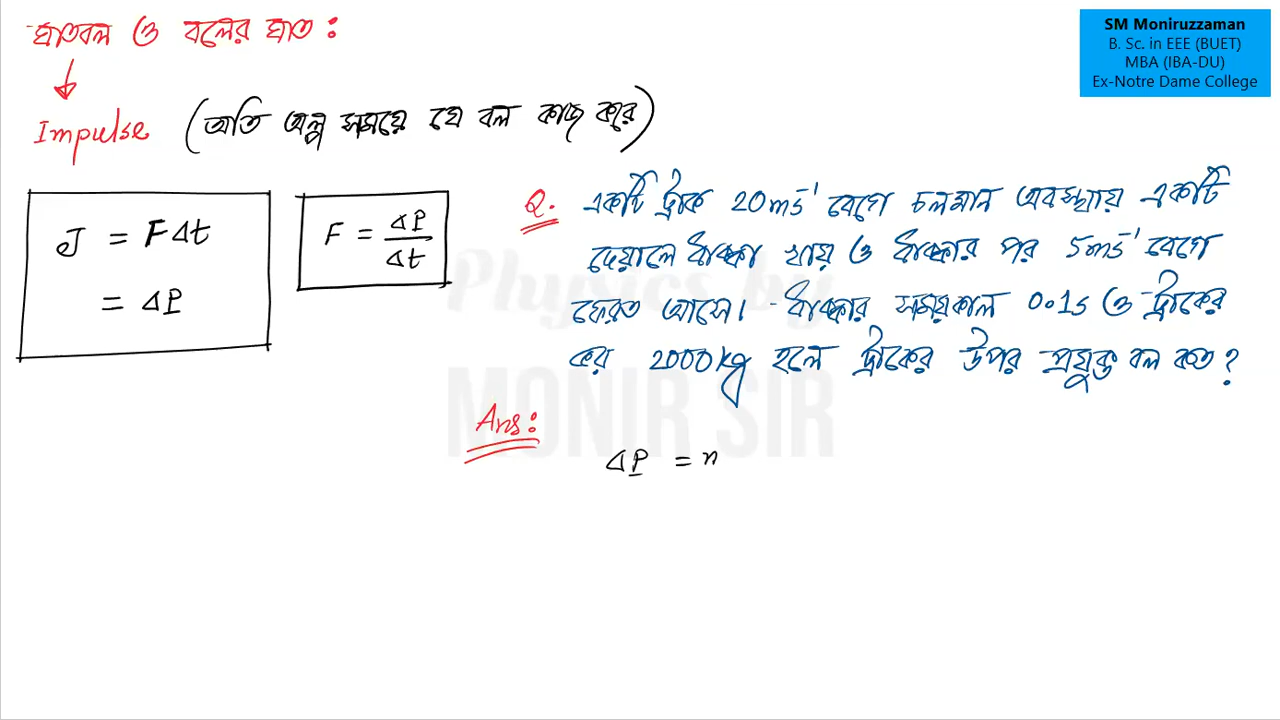 ঘাতবল ও বলের ঘাত :
Impulse (অতি অল্প সময়ে যে বল কাজ করে)
J = FΔt
= ΔP
F = ΔP/Δt
Q. একটি ট্রাক 20ms⁻¹ বেগে চলমান অবস্থায় একটি
দেয়ালে ধাক্কা খায় ও ধাক্কার পর 5ms⁻¹ বেগে
ফেরত আসে। ধাক্কার সময়কাল 0.1s ও ট্রাকের
ভর 2000kg হলে ট্রাকের উপর প্রযুক্ত বল কত?
Ans:
ΔP =
SM Moniruzzaman
B. Sc. in EEE (BUET)
MBA (IBA-DU)
Ex-Notre Dame College
Physics by
MONIR SIR